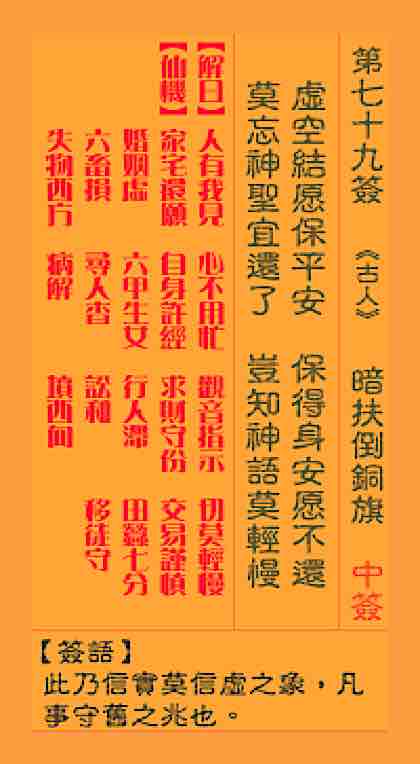 第七十九簽 《古人》 暗扶倒銅旗 中簽
虛空結愿保平安 保得身安愿不還
莫忘神聖宜還了 豈知神語莫輕慢
【解曰】人有我見 心不用忙 觀音指示 切莫輕慢
【仙機】家宅還願 自身許經 求財守份 交易謹慎
婚姻虛 六甲生女 行人滯 田蠶七分
六畜損 尋人杳 訟和 移徒守
失物西方 病解 墳西向
【簽語】
此乃信實莫信虛之象，凡
事守舊之兆也。